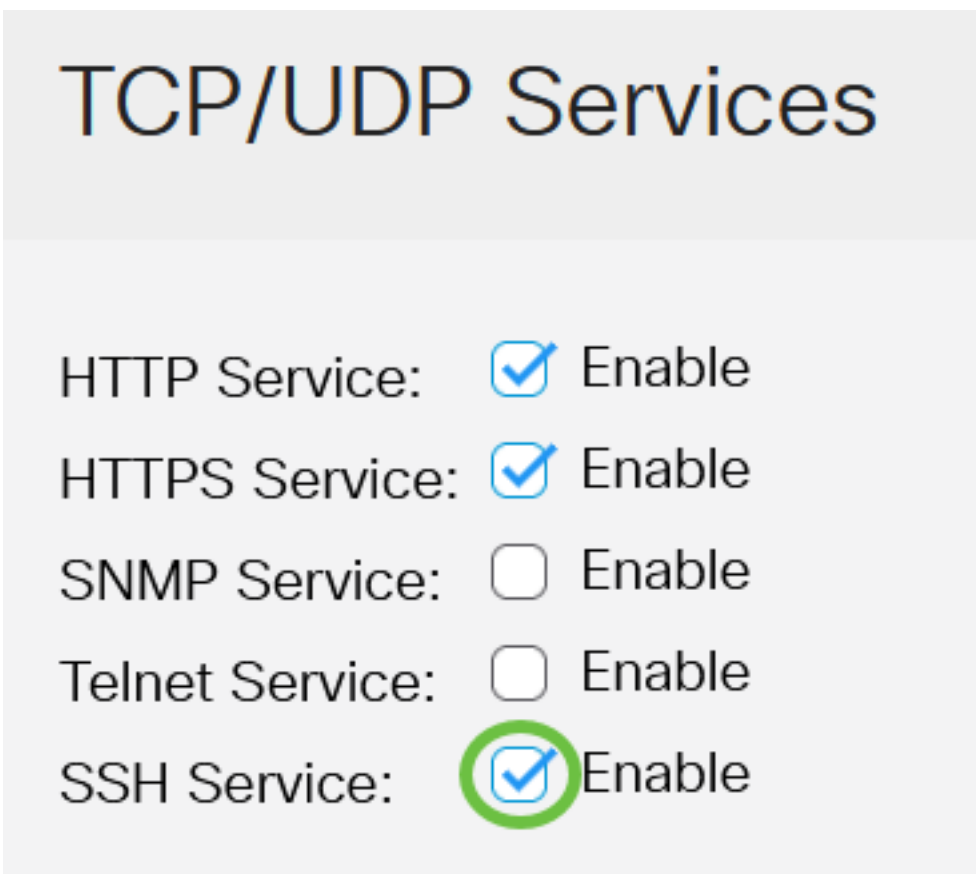 TCP/UDP Services
HTTP Service: Enable
HTTPS Service: Enable
SNMP Service: Enable
Telnet Service: Enable
SSH Service: Enable